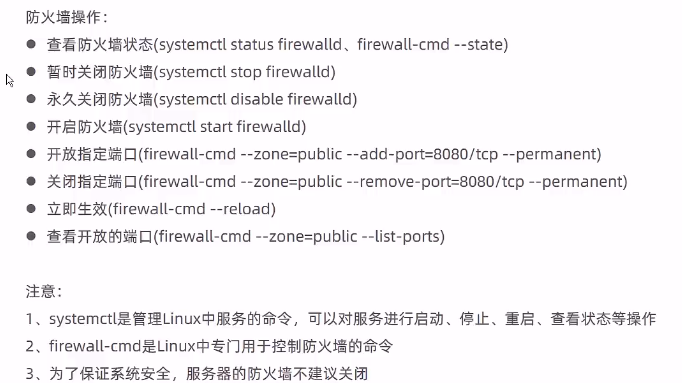 防火墙操作:
● 查看防火墙状态(systemctl status firewalld、firewall-cmd --state)
● 暂时关闭防火墙(systemctl stop firewalld)
● 永久关闭防火墙(systemctl disable firewalld)
● 开启防火墙(systemctl start firewalld)
● 开放指定端口(firewall-cmd --zone=public --add-port=8080/tcp --permanent)
● 关闭指定端口(firewall-cmd --zone=public --remove-port=8080/tcp --permanent)
● 立即生效(firewall-cmd --reload)
● 查看开放的端口(firewall-cmd --zone=public --list-ports)
注意:
1、systemctl是管理Linux中服务的命令，可以对服务进行启动、停止、重启、查看状态等操作
2、firewall-cmd是Linux中专门用于控制防火墙的命令
3、为了保证系统安全，服务器的防火墙不建议关闭